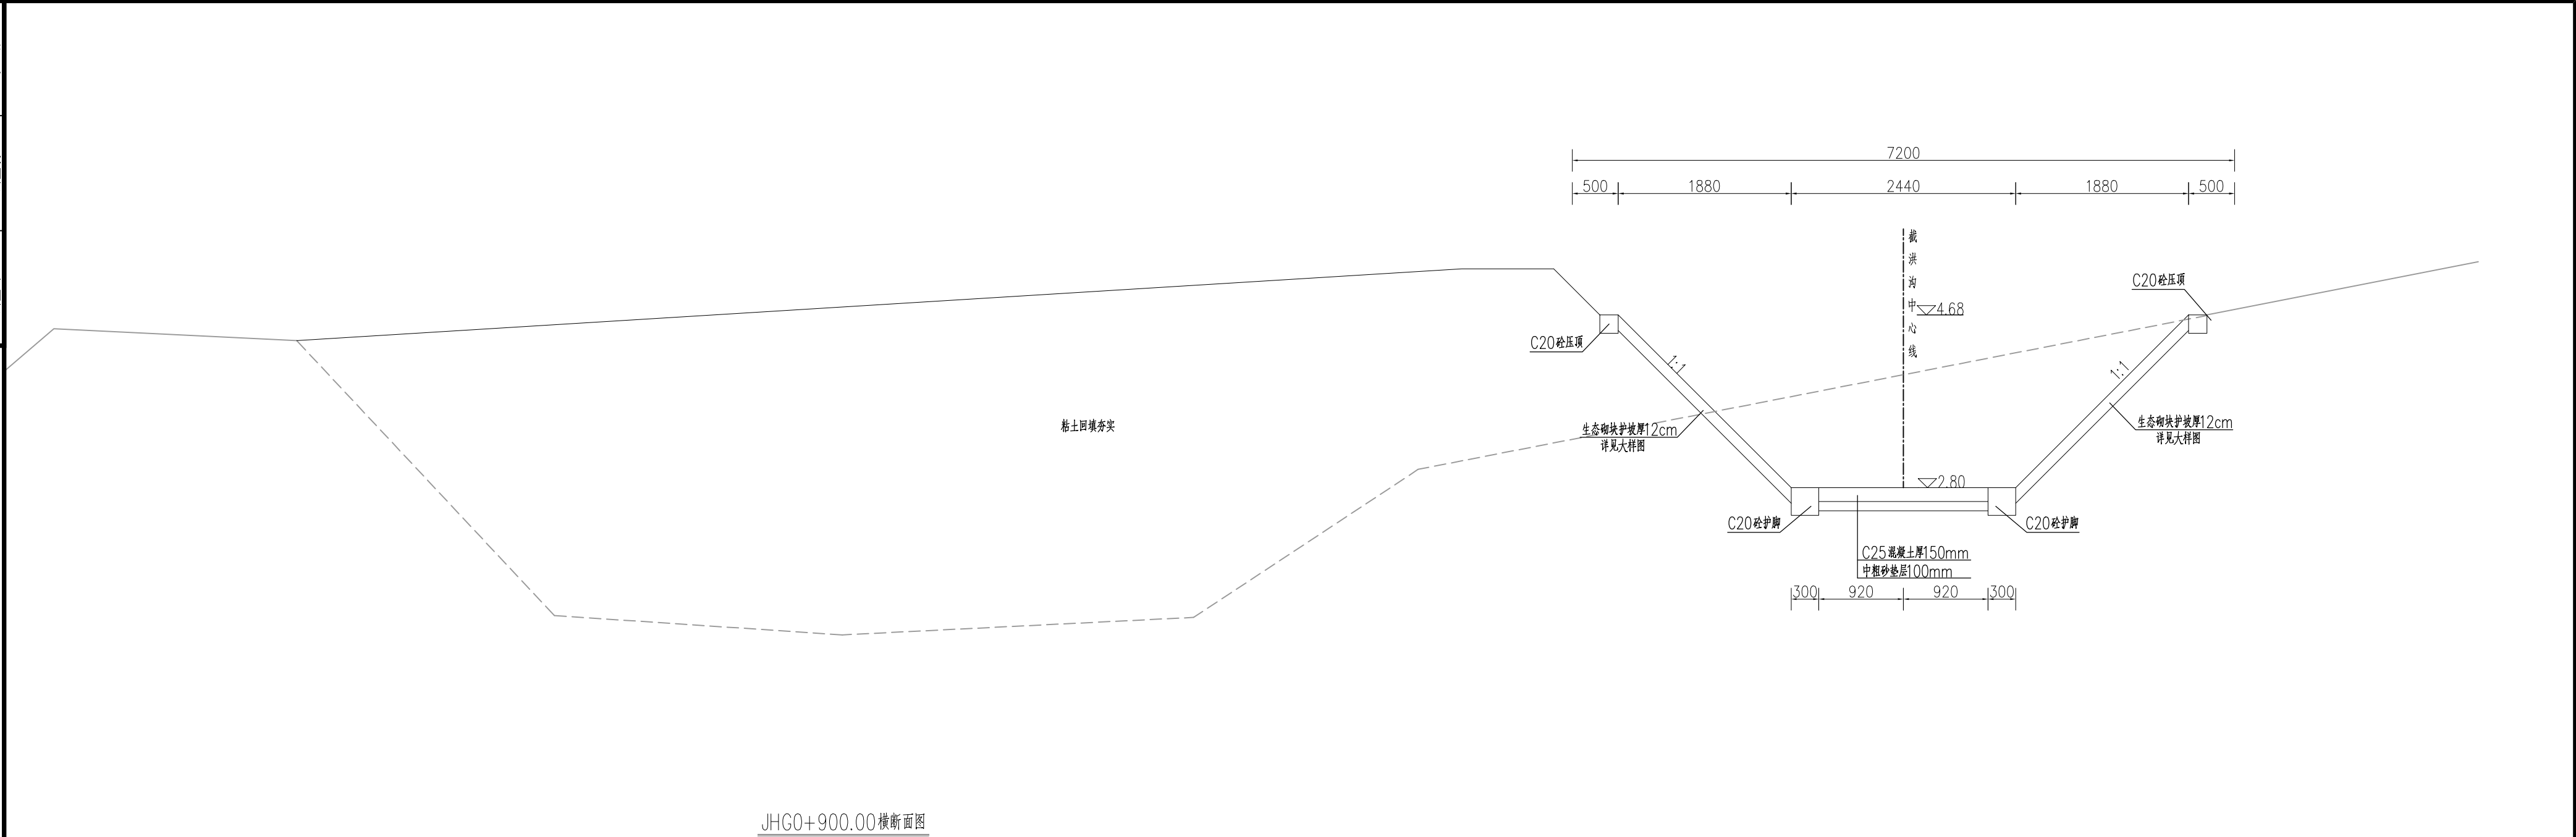 7200
500 1880 2440 1880 500
截洪沟中心线
4.68
C20砼压顶
C20砼压顶
1:1
1:1
粘土回填夯实
生态砌块护坡厚12cm
详见大样图
生态砌块护坡厚12cm
详见大样图
2.80
C20砼护脚
C20砼护脚
C25混凝土厚150mm
中粗砂垫层100mm
300 920 920 300
JHG0+900.00横断面图